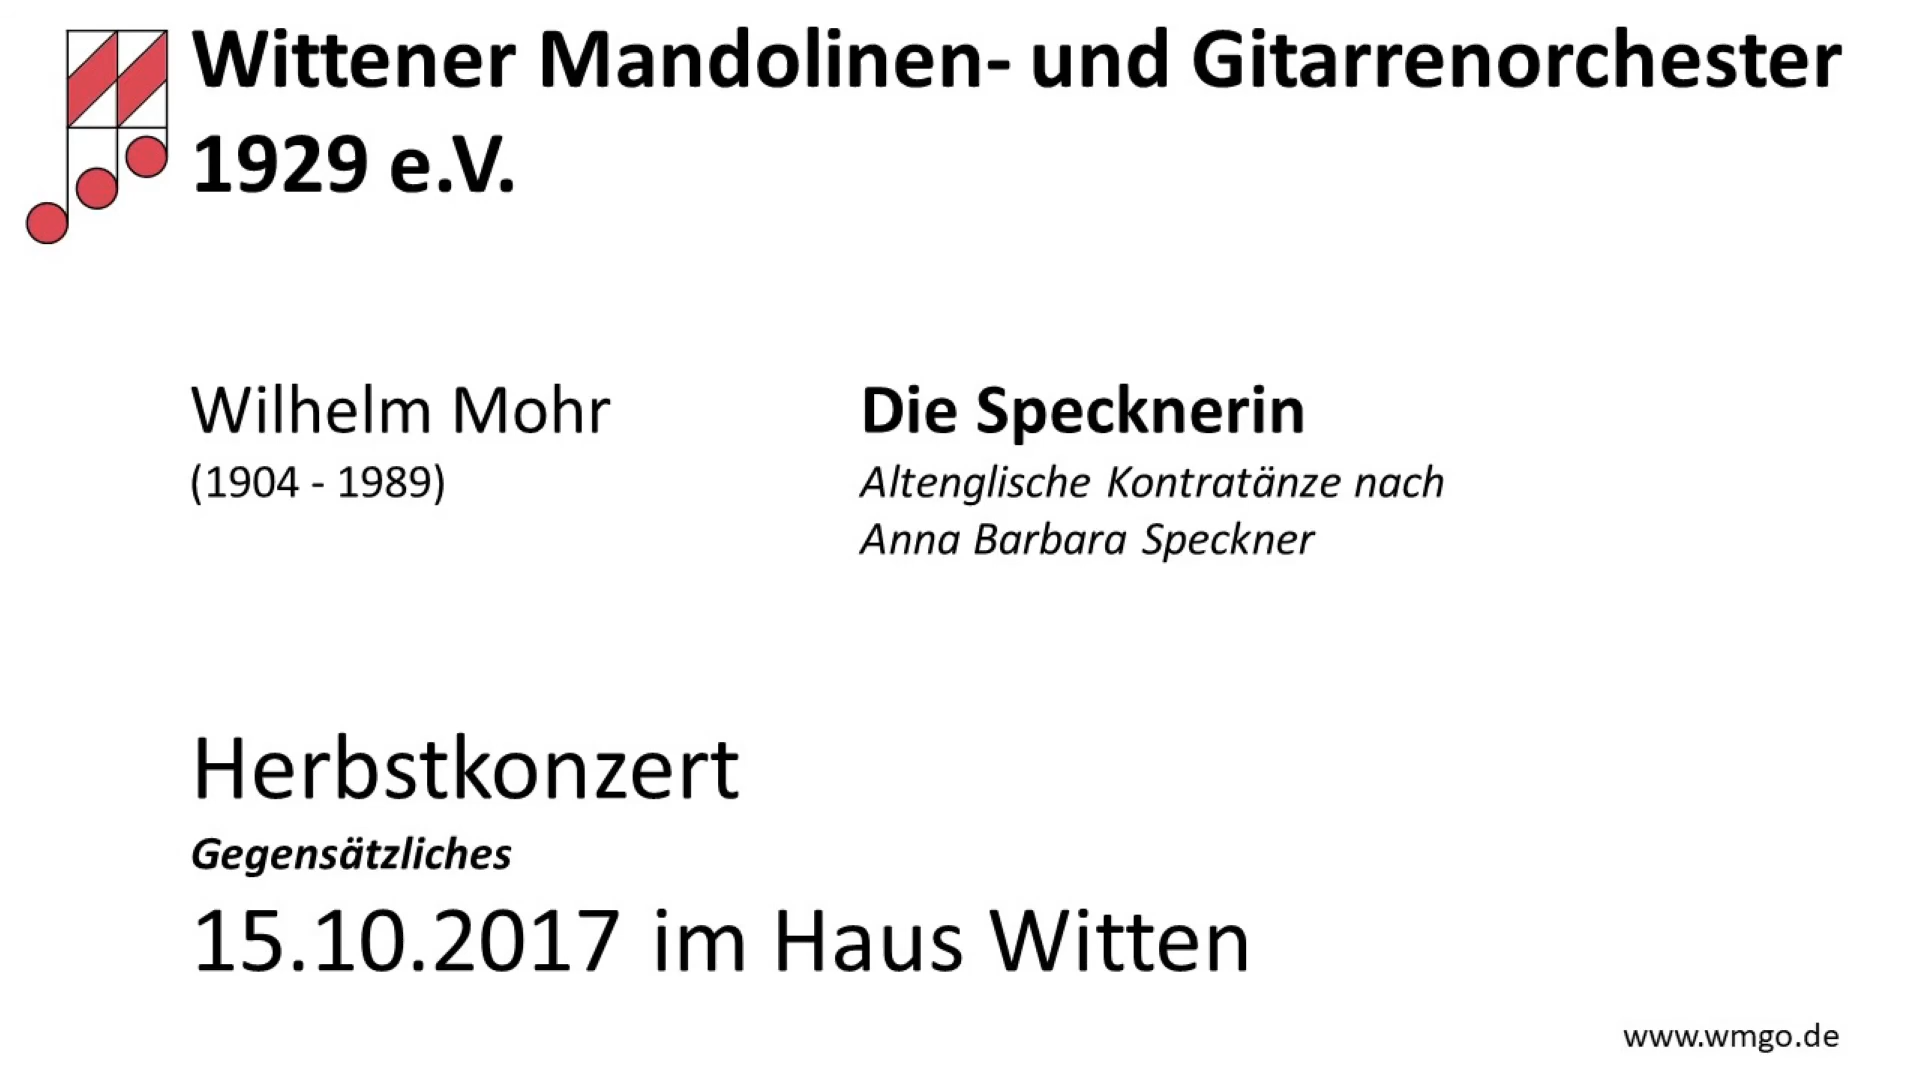 Wittener Mandolinen- und Gitarrenorchester
1929 e.V.
Wilhelm Mohr
(1904 - 1989)
Die Specknerin
Altenglische Kontratänze nach
Anna Barbara Speckner
Herbstkonzert
Gegensätzliches
15.10.2017 im Haus Witten
www.wmgo.de